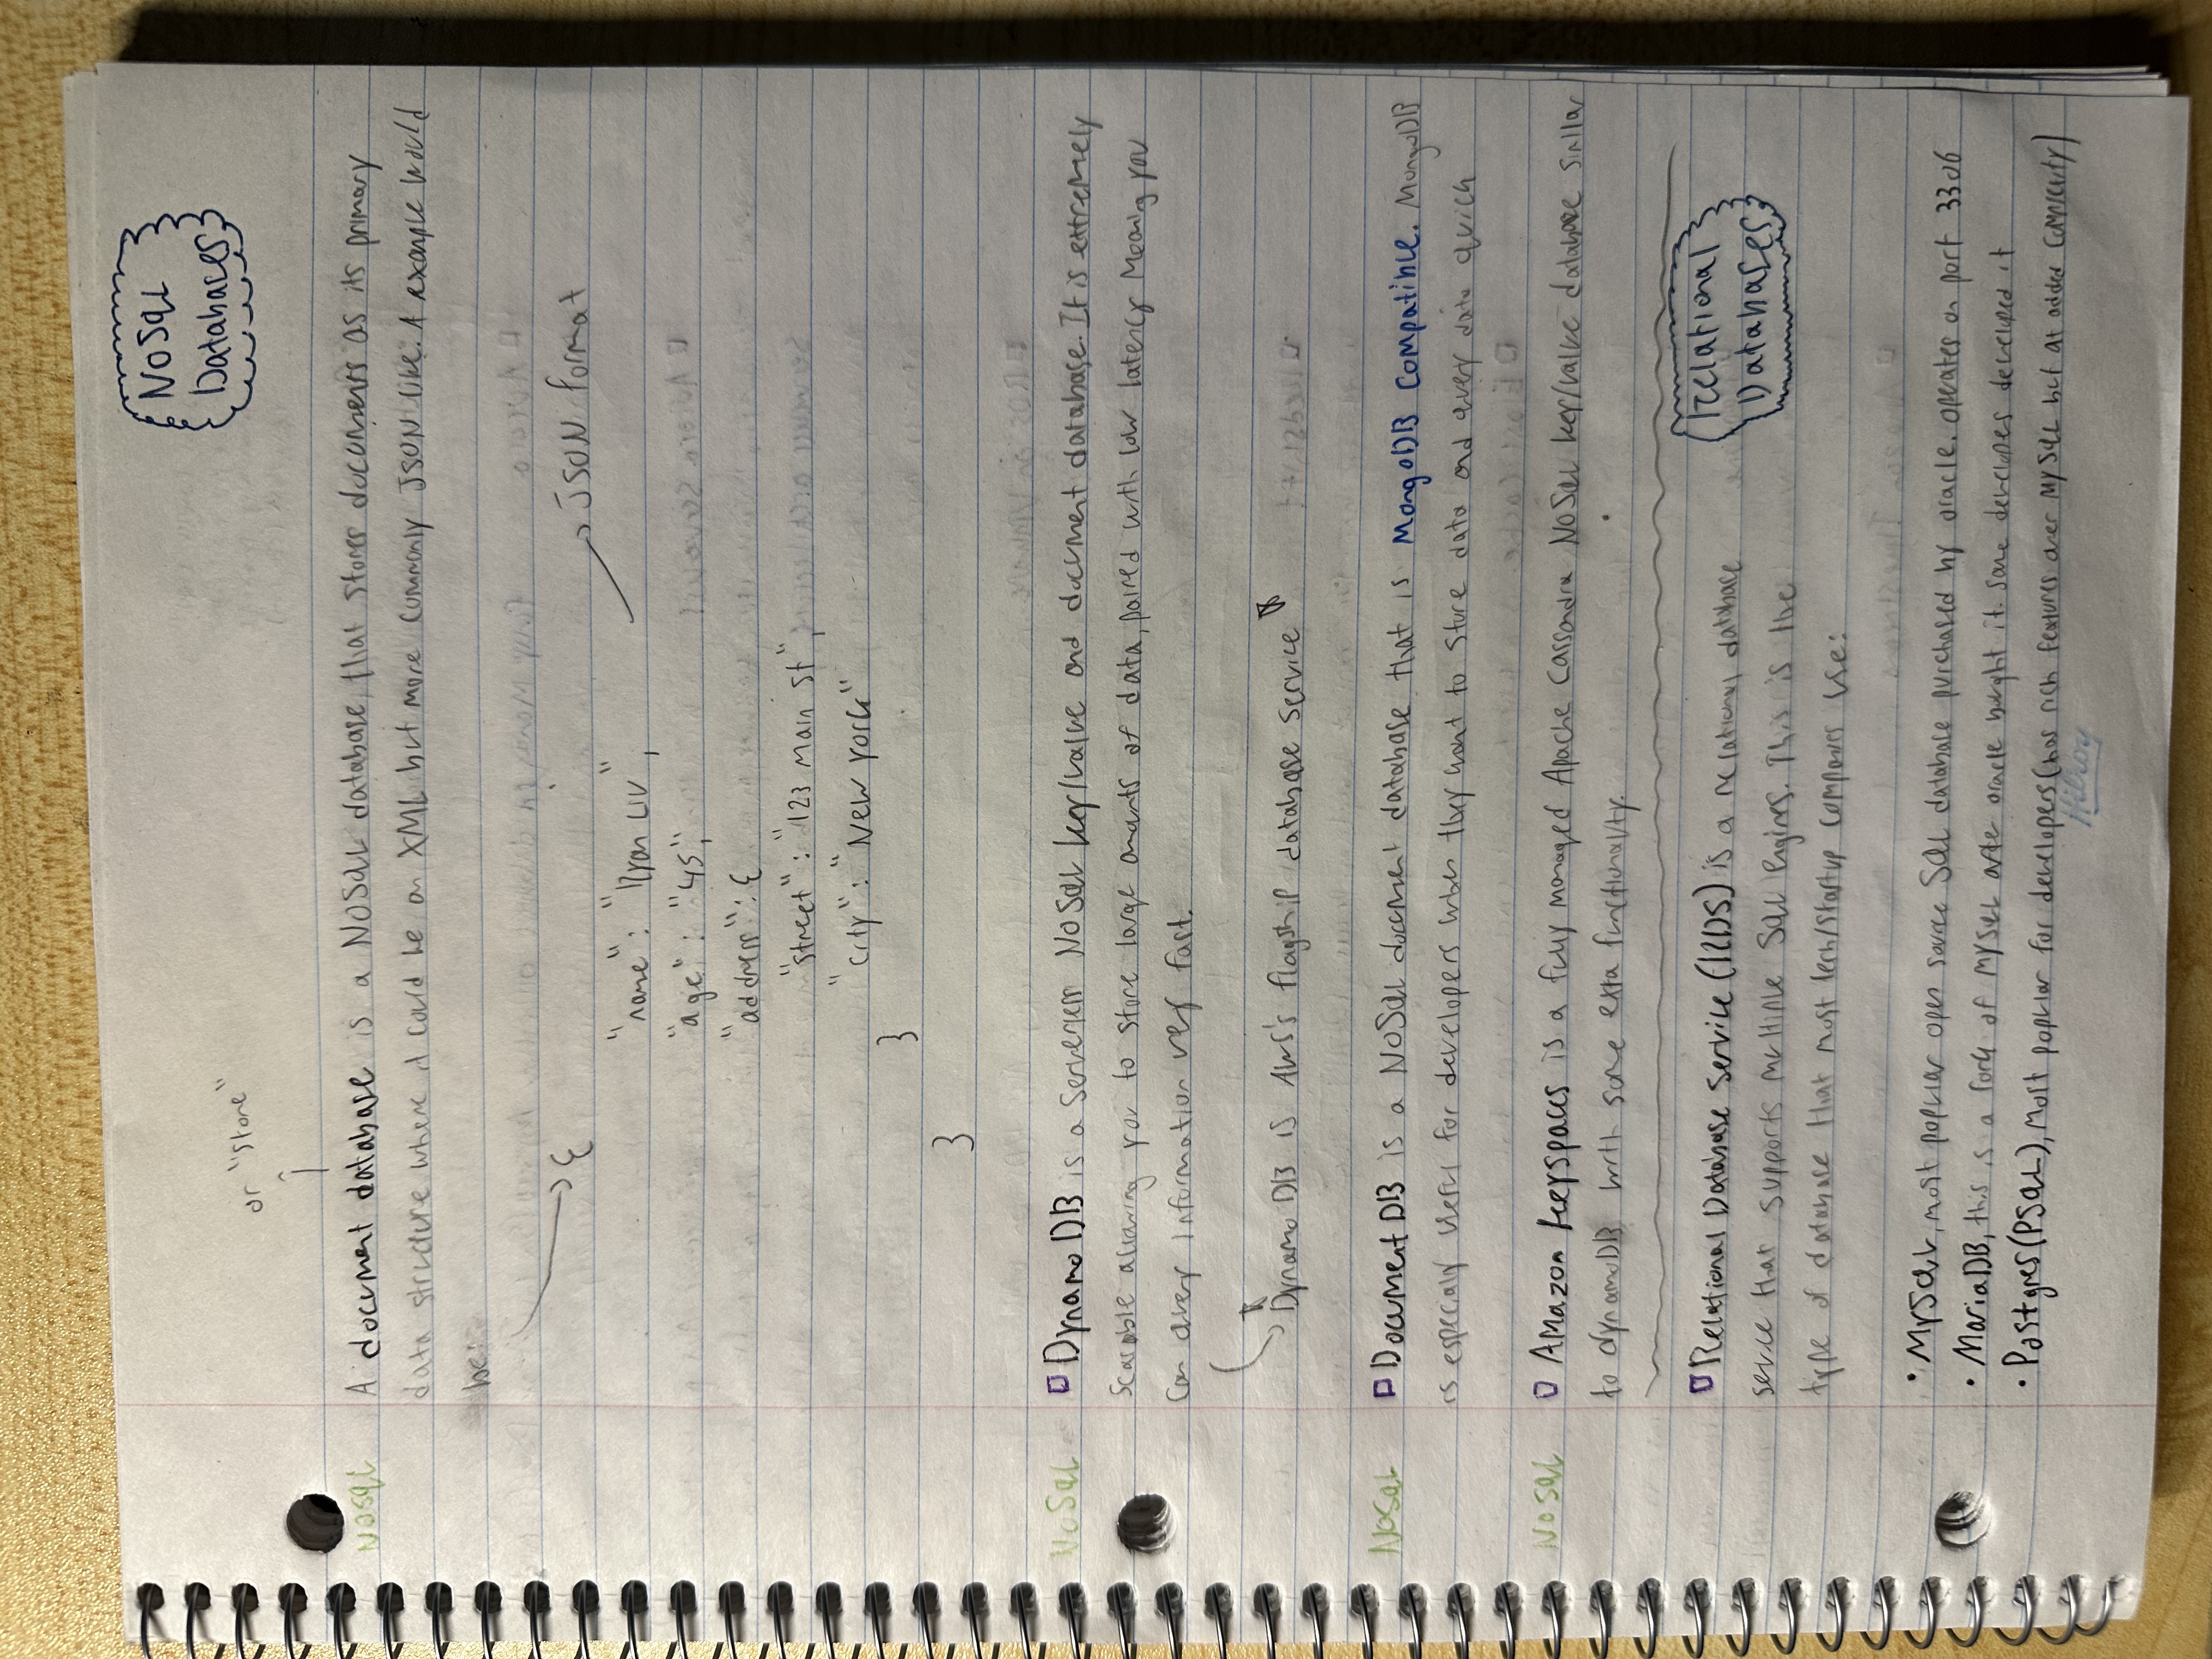 NoSQL
Databases
or "store"
NoSQL
A document database is a NoSQL database that stores documents as its primary
data structure where it could be an XML but more commonly JSON like. A example would
be:
{
JSON format
"name": "Ryan Liu",
"age": "45",
"address": {
"street": "123 Main St",
"city": "New York"
}
}
NoSQL
DynamoDB is a serverless NoSQL key/value and document database. It is extremely
scalable allowing you to store large amounts of data, paired with low latency meaning you
can query information very fast.
DynamoDB is AWS's flagship database service
NoSQL
DocumentDB is a NoSQL document database that is MongoDB compatible. MongoDB
is especialy useful for developers when they want to store data and query data quick
NoSQL
Amazon Keyspaces is a fully managed Apache Cassandra NoSQL key/value database simllar
to dynamoDB with some exta functionality.
Relational
Databases
Relational Database Service (RDS) is a relational database
service that supports multiple SQL engines. This is the
type of database that most tech/startup companies use:
• MySQL, most popular open source SQL database purchased by oracle. operates on port 3306
• MariaDB, this is a fork of MySQL after oracle bought it. some developes developed it
• Postgres(PSQL), most popular for developers(has rich features over MySQL but at added complexity)
Hilroy